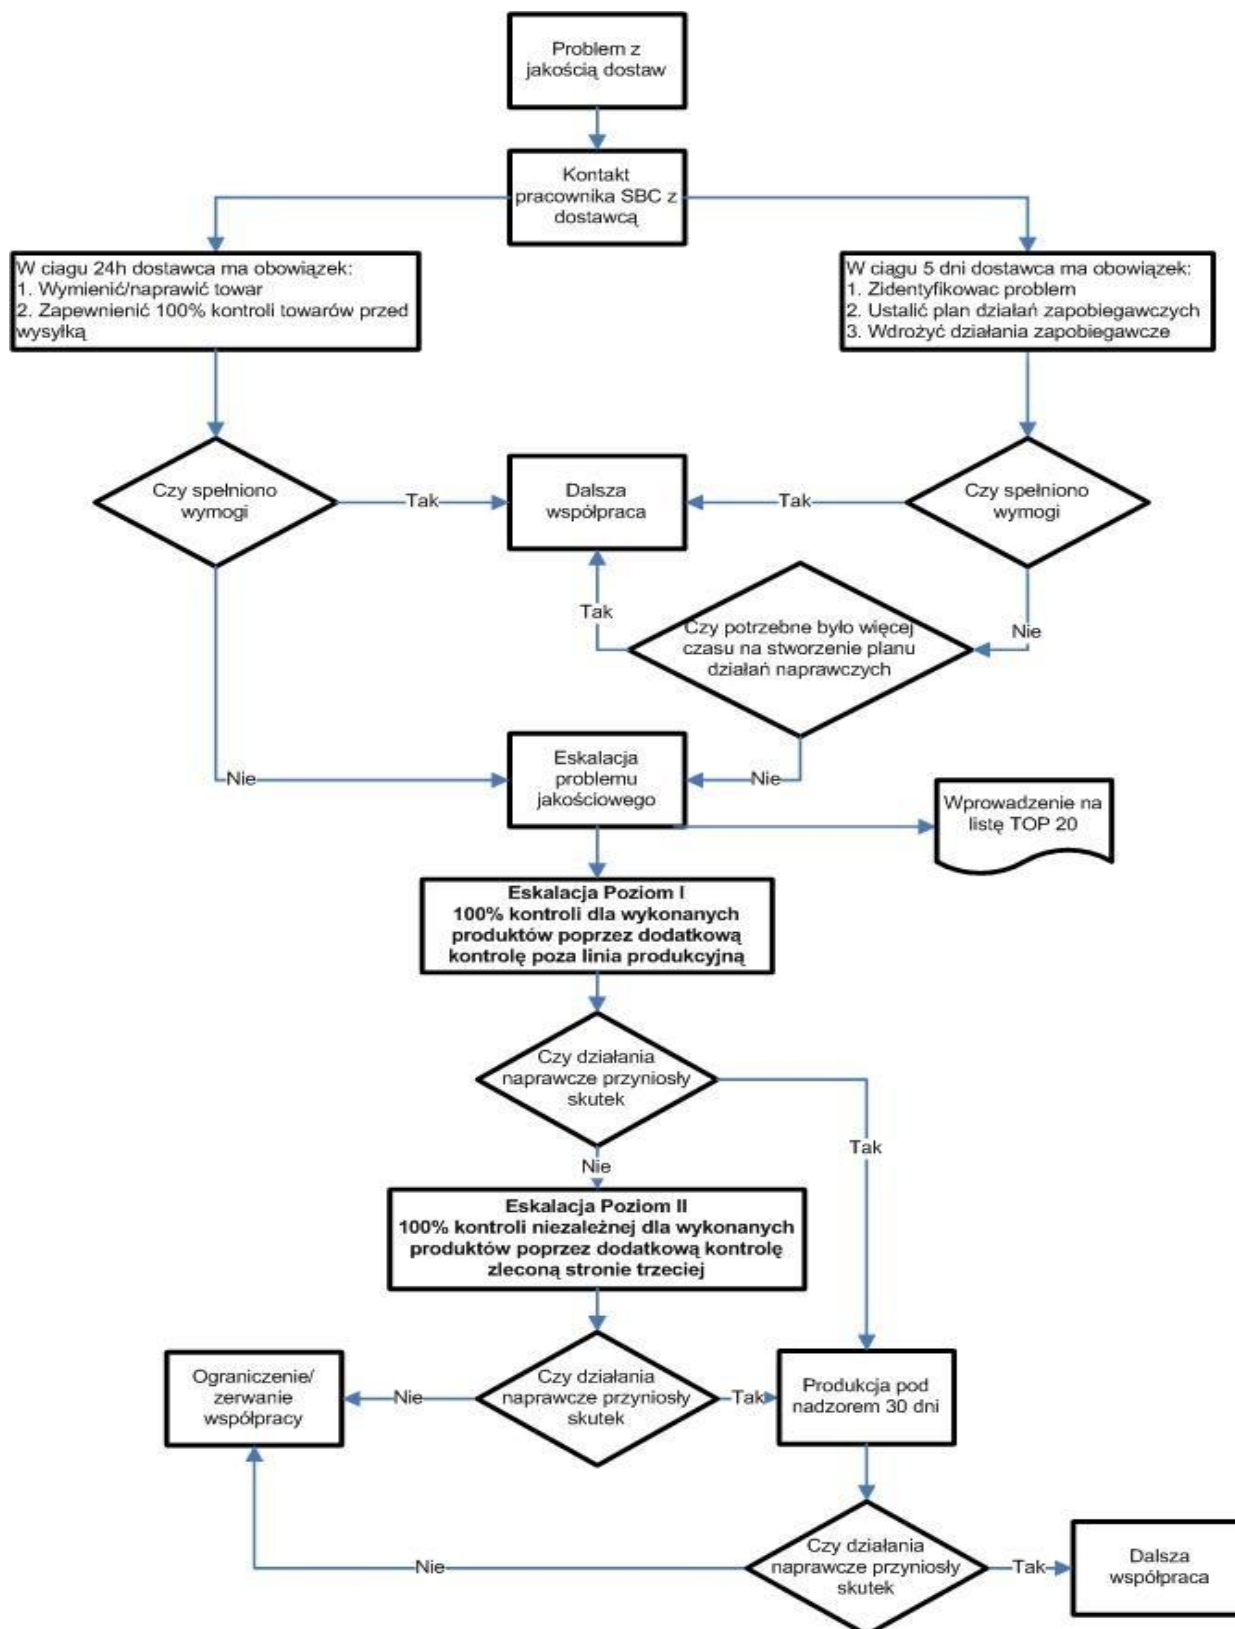 Problem z
jakością dostaw
Kontakt
pracownika SBC z
dostawcą
W ciagu 24h dostawca ma obowiązek:
1. Wymienić/naprawić towar
2. Zapewnienić 100% kontroli towarów przed
wysyłką
W ciągu 5 dni dostawca ma obowiązek:
1. Zidentyfikowac problem
2. Ustalić plan działań zapobiegawczych
3. Wdrożyć działania zapobiegawcze
Czy spełniono
wymogi
Tak
Dalsza
współpraca
Tak
Czy spełniono
wymogi
Tak
Czy potrzebne było więcej
czasu na stworzenie planu
działań naprawczych
Nie
Nie
Eskalacja
problemu
jakościowego
Nie
Wprowadzenie na
listę TOP 20
Eskalacja Poziom I
100% kontroli dla wykonanych
produktów poprzez dodatkową
kontrolę poza linia produkcyjną
Czy działania
naprawcze przyniosły
skutek
Tak
Nie
Eskalacja Poziom II
100% kontroli niezależnej dla wykonanych
produktów poprzez dodatkową kontrolę
zleconą stronie trzeciej
Ograniczenie/
zerwanie
współpracy
Nie
Czy działania
naprawcze przyniosły
skutek
Tak
Produkcja pod
nadzorem 30 dni
Nie
Czy działania
naprawcze przyniosły
skutek
Tak
Dalsza
współpraca